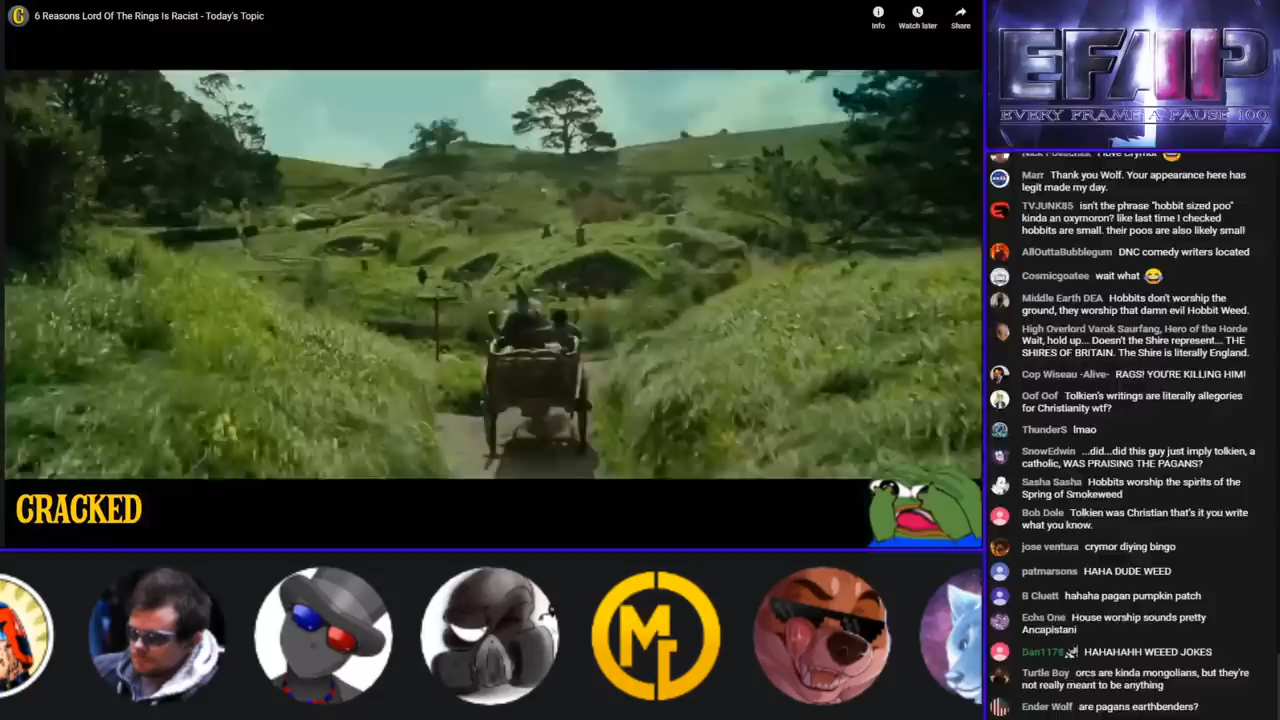 6 Reasons Lord Of The Rings Is Racist - Today's Topic
Info
Watch later
Share
CRACKED
EFAP
EVERY FRAME A PAUSE 100
Marr Thank you Wolf. Your appearance here has
legit made my day.
TVJUNK85 isn't the phrase "hobbit sized poo"
kinda an oxymoron? like last time I checked
hobbits are small. their poos are also likely small
AllOuttaBubblegum DNC comedy writers located
Cosmicgoatee wait what
Middle Earth DEA Hobbits don't worship the
ground, they worship that damn evil Hobbit Weed.
High Overlord Varok Saurfang, Hero of the Horde
Wait, hold up... Doesn't the Shire represent... THE
SHIRES OF BRITAIN. The Shire is literally England.
Cop Wiseau -Alive- RAGS! YOU'RE KILLING HIM!
Oof Oof Tolkien's writings are literally allegories
for Christianity wtf?
ThunderS lmao
SnowEdwin ...did...did this guy just imply tolkien, a
catholic, WAS PRAISING THE PAGANS?
Sasha Sasha Hobbits worship the spirits of the
Spring of Smokeweed
Bob Dole Tolkien was Christian that's it you write
what you know.
jose ventura crymor diying bingo
patmarsons HAHA DUDE WEED
B Cluett hahaha pagan pumpkin patch
Echs One House worship sounds pretty
Ancapistani
Dan1178 HAHAHAHH WEEED JOKES
Turtle Boy orcs are kinda mongolians, but they're
not really meant to be anything
Ender Wolf are pagans earthbenders?